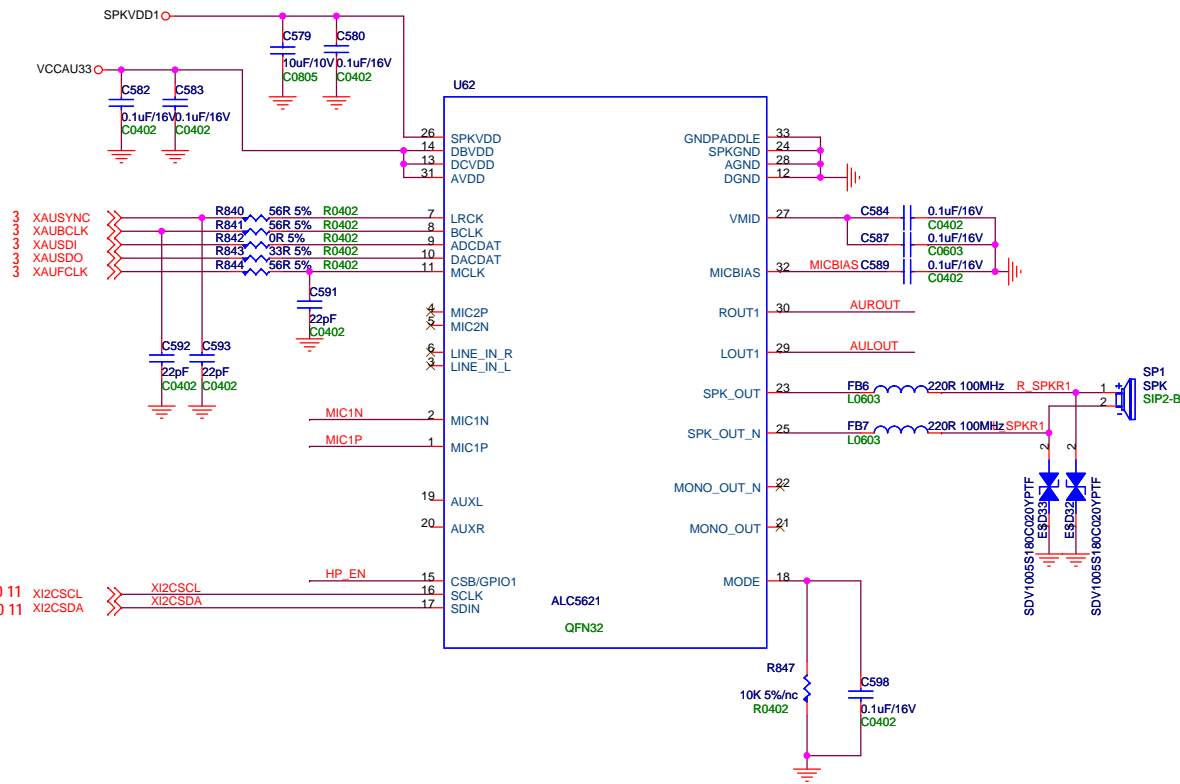 SPKVDD1
C579
C580
10uF/10V
0.1uF/16V
C0805
C0402
VCCAU33
C582
C583
0.1uF/16V
0.1uF/16V
C0402
C0402
U62
26 SPKVDD
14 DBVDD
13 DCVDD
31 AVDD
GNDPADDLE 33
SPKGND 24
AGND 28
DGND 12
3 XAUSYNC R840 56R 5% R0402 7 LRCK
3 XAUBCLK R841 56R 5% R0402 8 BCLK
3 XAUSDI R842 0R 5% R0402 9 ADCDAT
3 XAUSDO R843 33R 5% R0402 10 DACDAT
3 XAUFCLK R844 56R 5% R0402 11 MCLK
VMID 27 C584 0.1uF/16V
C0402
C587 0.1uF/16V
C0603
MICBIAS 32 MICBIAS C589 0.1uF/16V
C0402
C591
22pF
C0402
4 MIC2P
5 MIC2N
6 LINE_IN_R
3 LINE_IN_L
ROUT1 30 AUROUT
LOUT1 29 AULOUT
C592
C593
22pF
22pF
C0402
C0402
SPK_OUT 23 FB6 220R 100MHz R_SPKR1 1
L0603
SP1
SPK
SIP2-B
+
2
-
MIC1N 2 MIC1N
MIC1P 1 MIC1P
SPK_OUT_N 25 FB7 220R 100MHz SPKR1
L0603
2
2
SDV1005S180C020YPTF
ESD33
ESD32
SDV1005S180C020YPTF
19 AUXL
20 AUXR
MONO_OUT_N 22
MONO_OUT 21
HP_EN 15 CSB/GPIO1
0 11 XI2CSCL XI2CSCL 16 SCLK
0 11 XI2CSDA XI2CSDA 17 SDIN
MODE 18
ALC5621
QFN32
R847
10K 5%/nc
R0402
C598
0.1uF/16V
C0402